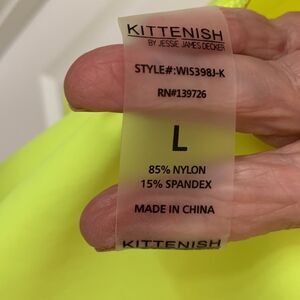 KITTENISH
BY JESSIE JAMES DECKER
STYLE#:WIS398J-K
RN#139726
L
85% NYLON
15% SPANDEX
MADE IN CHINA
KITTENISH